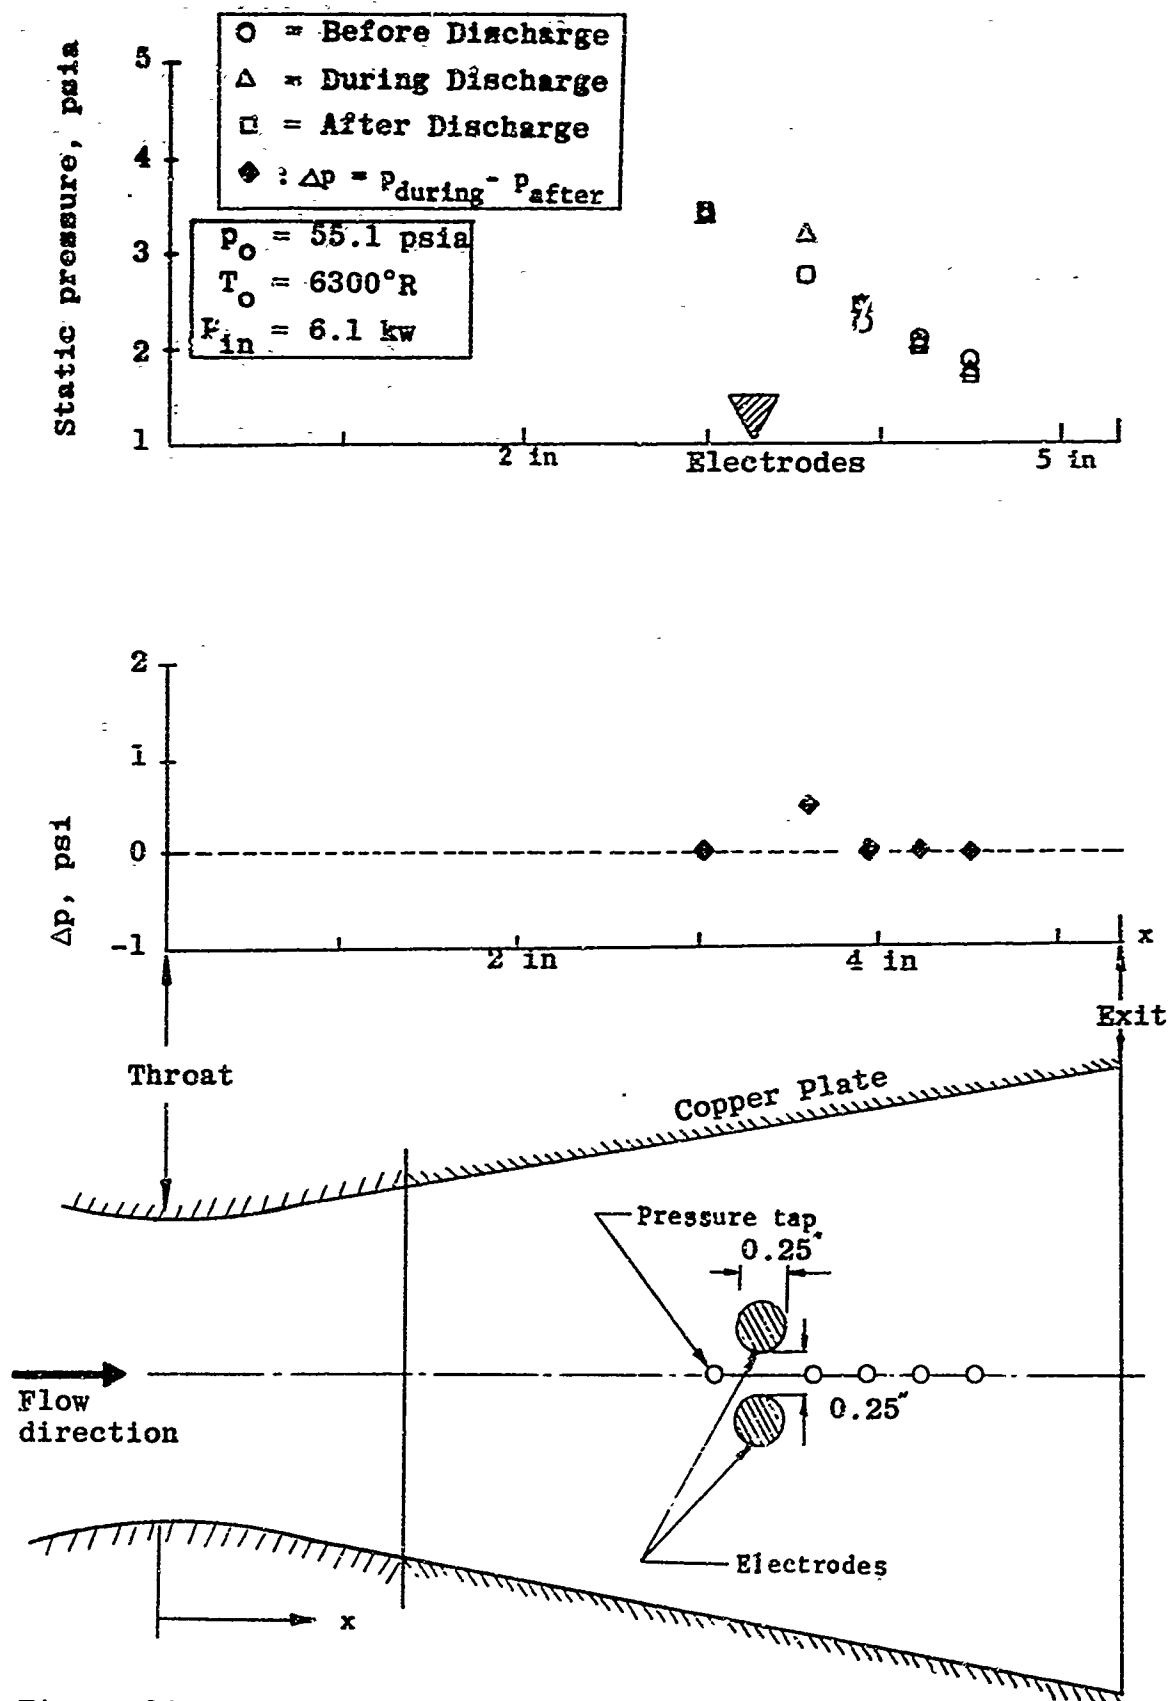 Static pressure, psia
5
4
3
2
1
○ = Before Discharge
△ = During Discharge
□ = After Discharge
◆ : Δp = p_during - p_after
p_o = 55.1 psia
T_o = 6300°R
P_in = 6.1 kw
2 in
Electrodes
5 in
Δp, psi
2
1
0
-1
2 in
4 in
x
Exit
Throat
Copper Plate
Pressure tap
0.25"
Flow
direction
0.25"
Electrodes
x